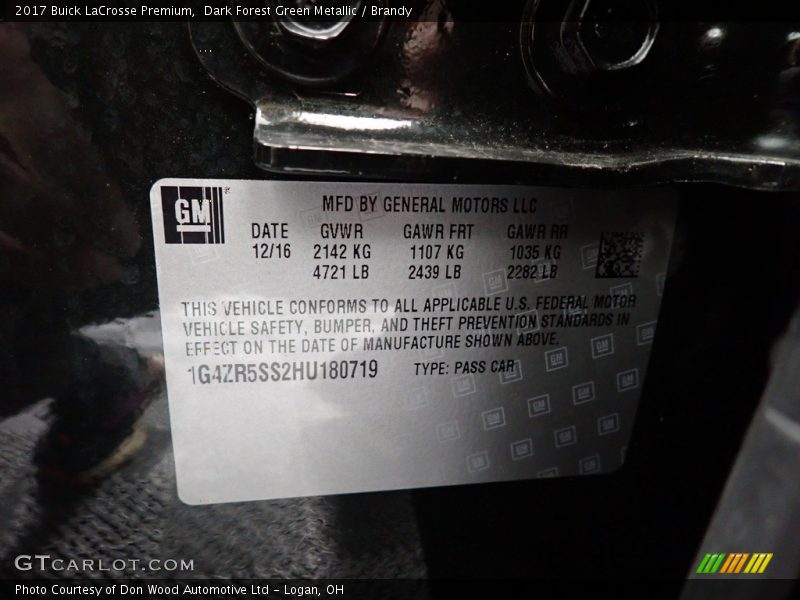 2017 Buick LaCrosse Premium,  Dark Forest Green Metallic / Brandy
GM
MFD BY GENERAL MOTORS LLC
DATE GVWR GAWR FRT GAWR RR
12/16 2142 KG 1107 KG 1035 KG
4721 LB 2439 LB 2282 LB
THIS VEHICLE CONFORMS TO ALL APPLICABLE U.S. FEDERAL MOTOR
VEHICLE SAFETY, BUMPER, AND THEFT PREVENTION STANDARDS IN
EFFECT ON THE DATE OF MANUFACTURE SHOWN ABOVE.
1G4ZR5SS2HU180719 TYPE: PASS CAR
GTCARLOT.COM
Photo Courtesy of Don Wood Automotive Ltd - Logan, OH